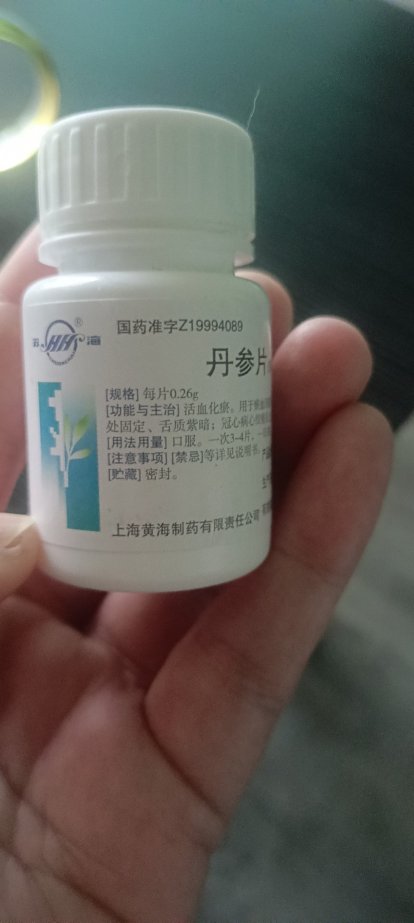 国药准字Z19994089
HH
®
海
丹参片
[规格] 每片0.26g
[功能与主治] 活血化瘀。用于
处固定、舌质紫暗；冠心病心
[用法用量] 口服。一次3-4片，一
[注意事项] [禁忌]等详见说明书。
[贮藏] 密封。
上海黄海制药有限责任公司